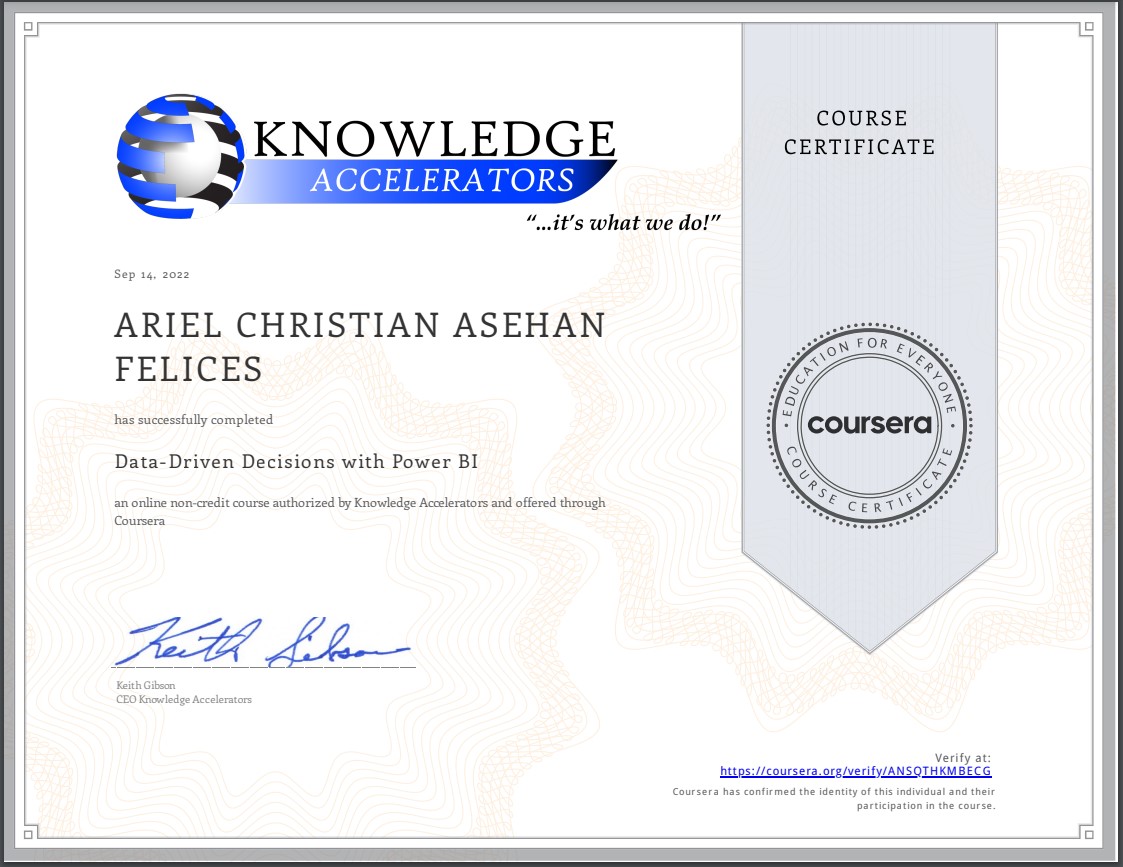 KNOWLEDGE
ACCELERATORS
“...it’s what we do!”
COURSE
CERTIFICATE
Sep 14, 2022
ARIEL CHRISTIAN ASEHAN
FELICES
has successfully completed
Data-Driven Decisions with Power BI
an online non-credit course authorized by Knowledge Accelerators and offered through
Coursera
EDUCATION FOR EVERYONE
coursera
COURSE CERTIFICATE
Keith Gibson
Keith Gibson
CEO Knowledge Accelerators
Verify at:
https://coursera.org/verify/ANSQTHKMBECG
Coursera has confirmed the identity of this individual and their
participation in the course.